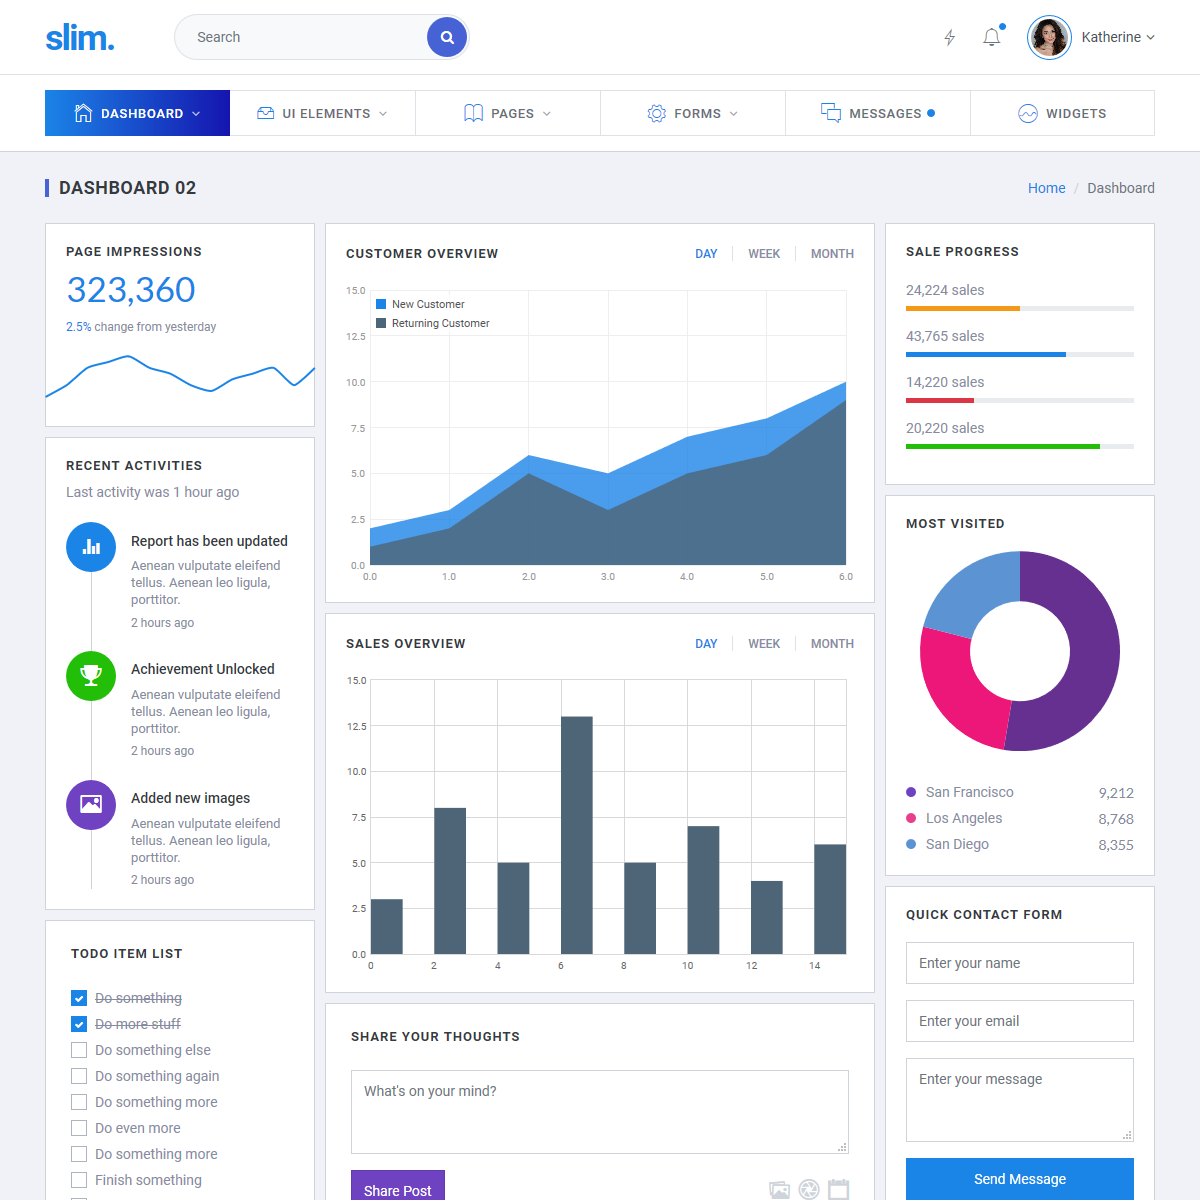 slim.
Search
Katherine
DASHBOARD
UI ELEMENTS
PAGES
FORMS
MESSAGES
WIDGETS
DASHBOARD 02
Home / Dashboard
PAGE IMPRESSIONS
323,360
2.5% change from yesterday
RECENT ACTIVITIES
Last activity was 1 hour ago
Report has been updated
Aenean vulputate eleifend
tellus. Aenean leo ligula,
porttitor.
2 hours ago
Achievement Unlocked
Aenean vulputate eleifend
tellus. Aenean leo ligula,
porttitor.
2 hours ago
Added new images
Aenean vulputate eleifend
tellus. Aenean leo ligula,
porttitor.
2 hours ago
TODO ITEM LIST
Do something
Do more stuff
Do something else
Do something again
Do something more
Do even more
Do something more
Finish something
CUSTOMER OVERVIEW
DAY WEEK MONTH
New Customer
Returning Customer
15.0
12.5
10.0
7.5
5.0
2.5
0.0
0.0 1.0 2.0 3.0 4.0 5.0 6.0
SALES OVERVIEW
DAY WEEK MONTH
15.0
12.5
10.0
7.5
5.0
2.5
0.0
0 2 4 6 8 10 12 14
SHARE YOUR THOUGHTS
What's on your mind?
Share Post
SALE PROGRESS
24,224 sales
43,765 sales
14,220 sales
20,220 sales
MOST VISITED
San Francisco 9,212
Los Angeles 8,768
San Diego 8,355
QUICK CONTACT FORM
Enter your name
Enter your email
Enter your message
Send Message